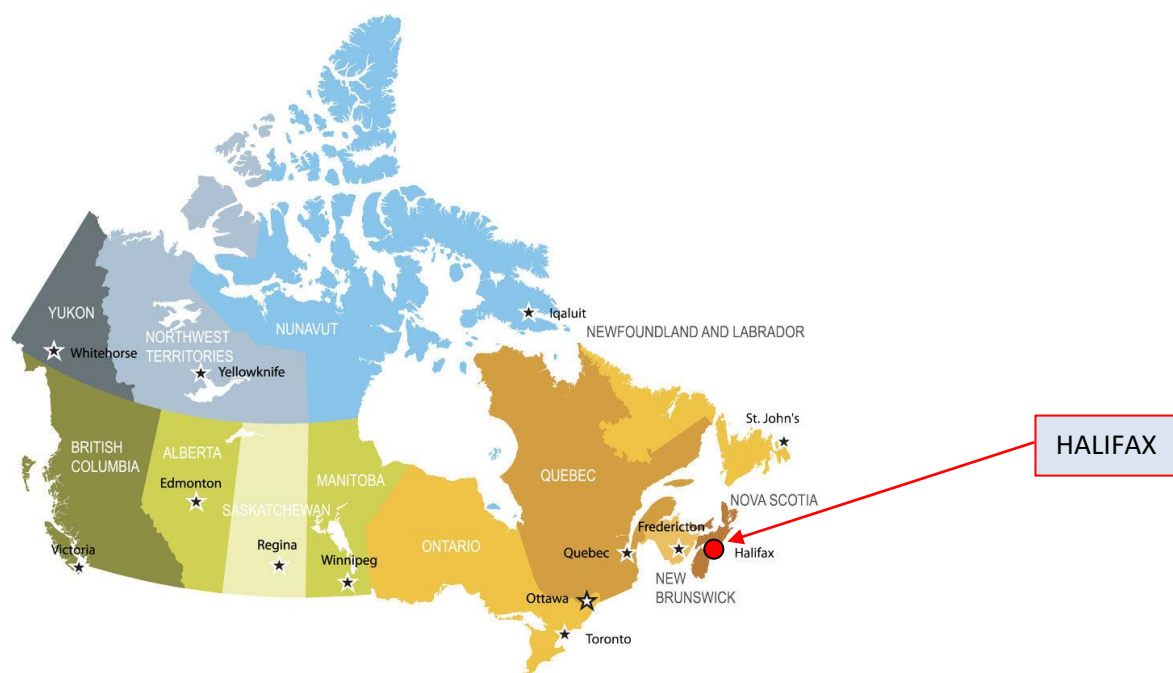 Iqaluit
NEWFOUNDLAND AND LABRADOR
YUKON
NUNAVUT
NORTHWEST
TERRITORIES
Whitehorse
Yellowknife
St. John's
BRITISH
COLUMBIA
ALBERTA
HALIFAX
Edmonton
MANITOBA
QUEBEC
NOVA SCOTIA
SASKATCHEWAN
Fredericton
Victoria
Regina
Winnipeg
ONTARIO
Quebec
Halifax
NEW
BRUNSWICK
Ottawa
Toronto